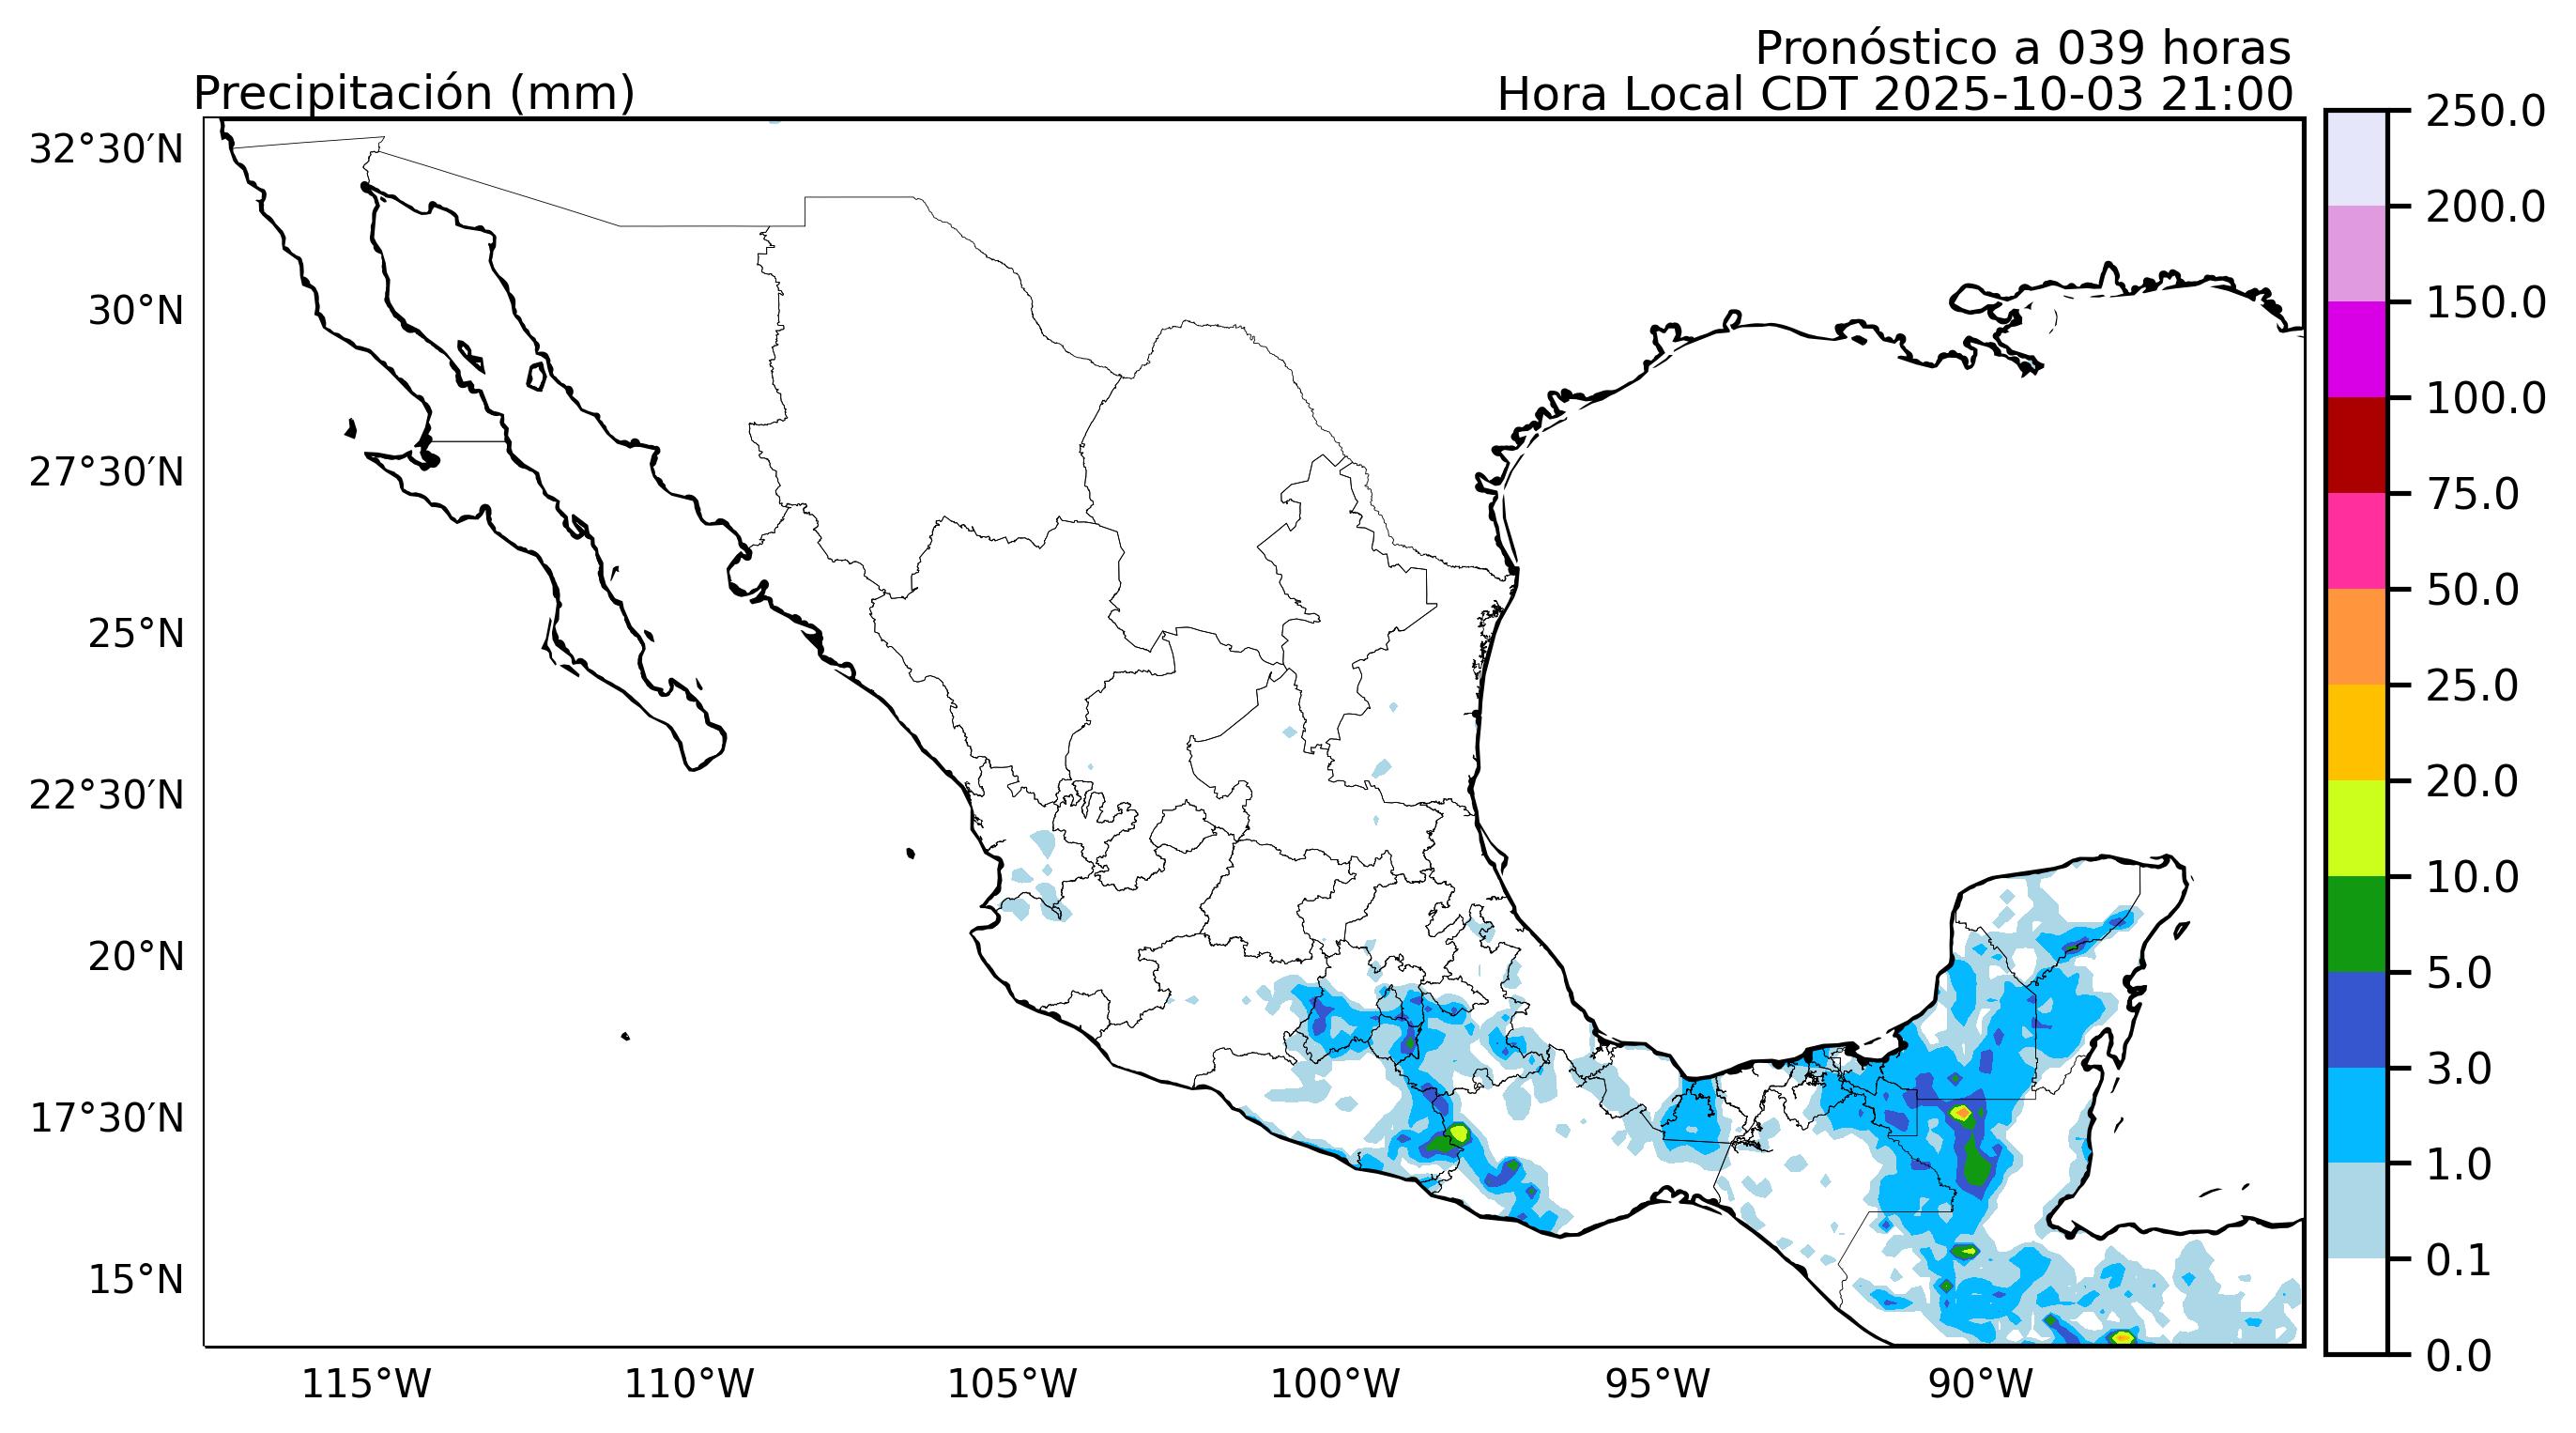 Pronóstico a 039 horas
Precipitación (mm)
Hora Local CDT 2025-10-03 21:00
32°30′N
30°N
27°30′N
25°N
22°30′N
20°N
17°30′N
15°N
115°W
110°W
105°W
100°W
95°W
90°W
250.0
200.0
150.0
100.0
75.0
50.0
25.0
20.0
10.0
5.0
3.0
1.0
0.1
0.0